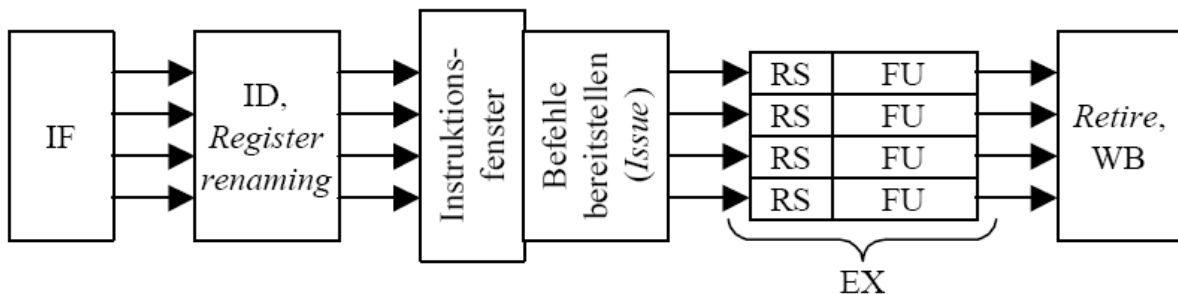 IF
ID,
Register
renaming
Instruktions-
fenster
Befehle
bereitstellen
(Issue)
RS FU
RS FU
RS FU
RS FU
EX
Retire,
WB